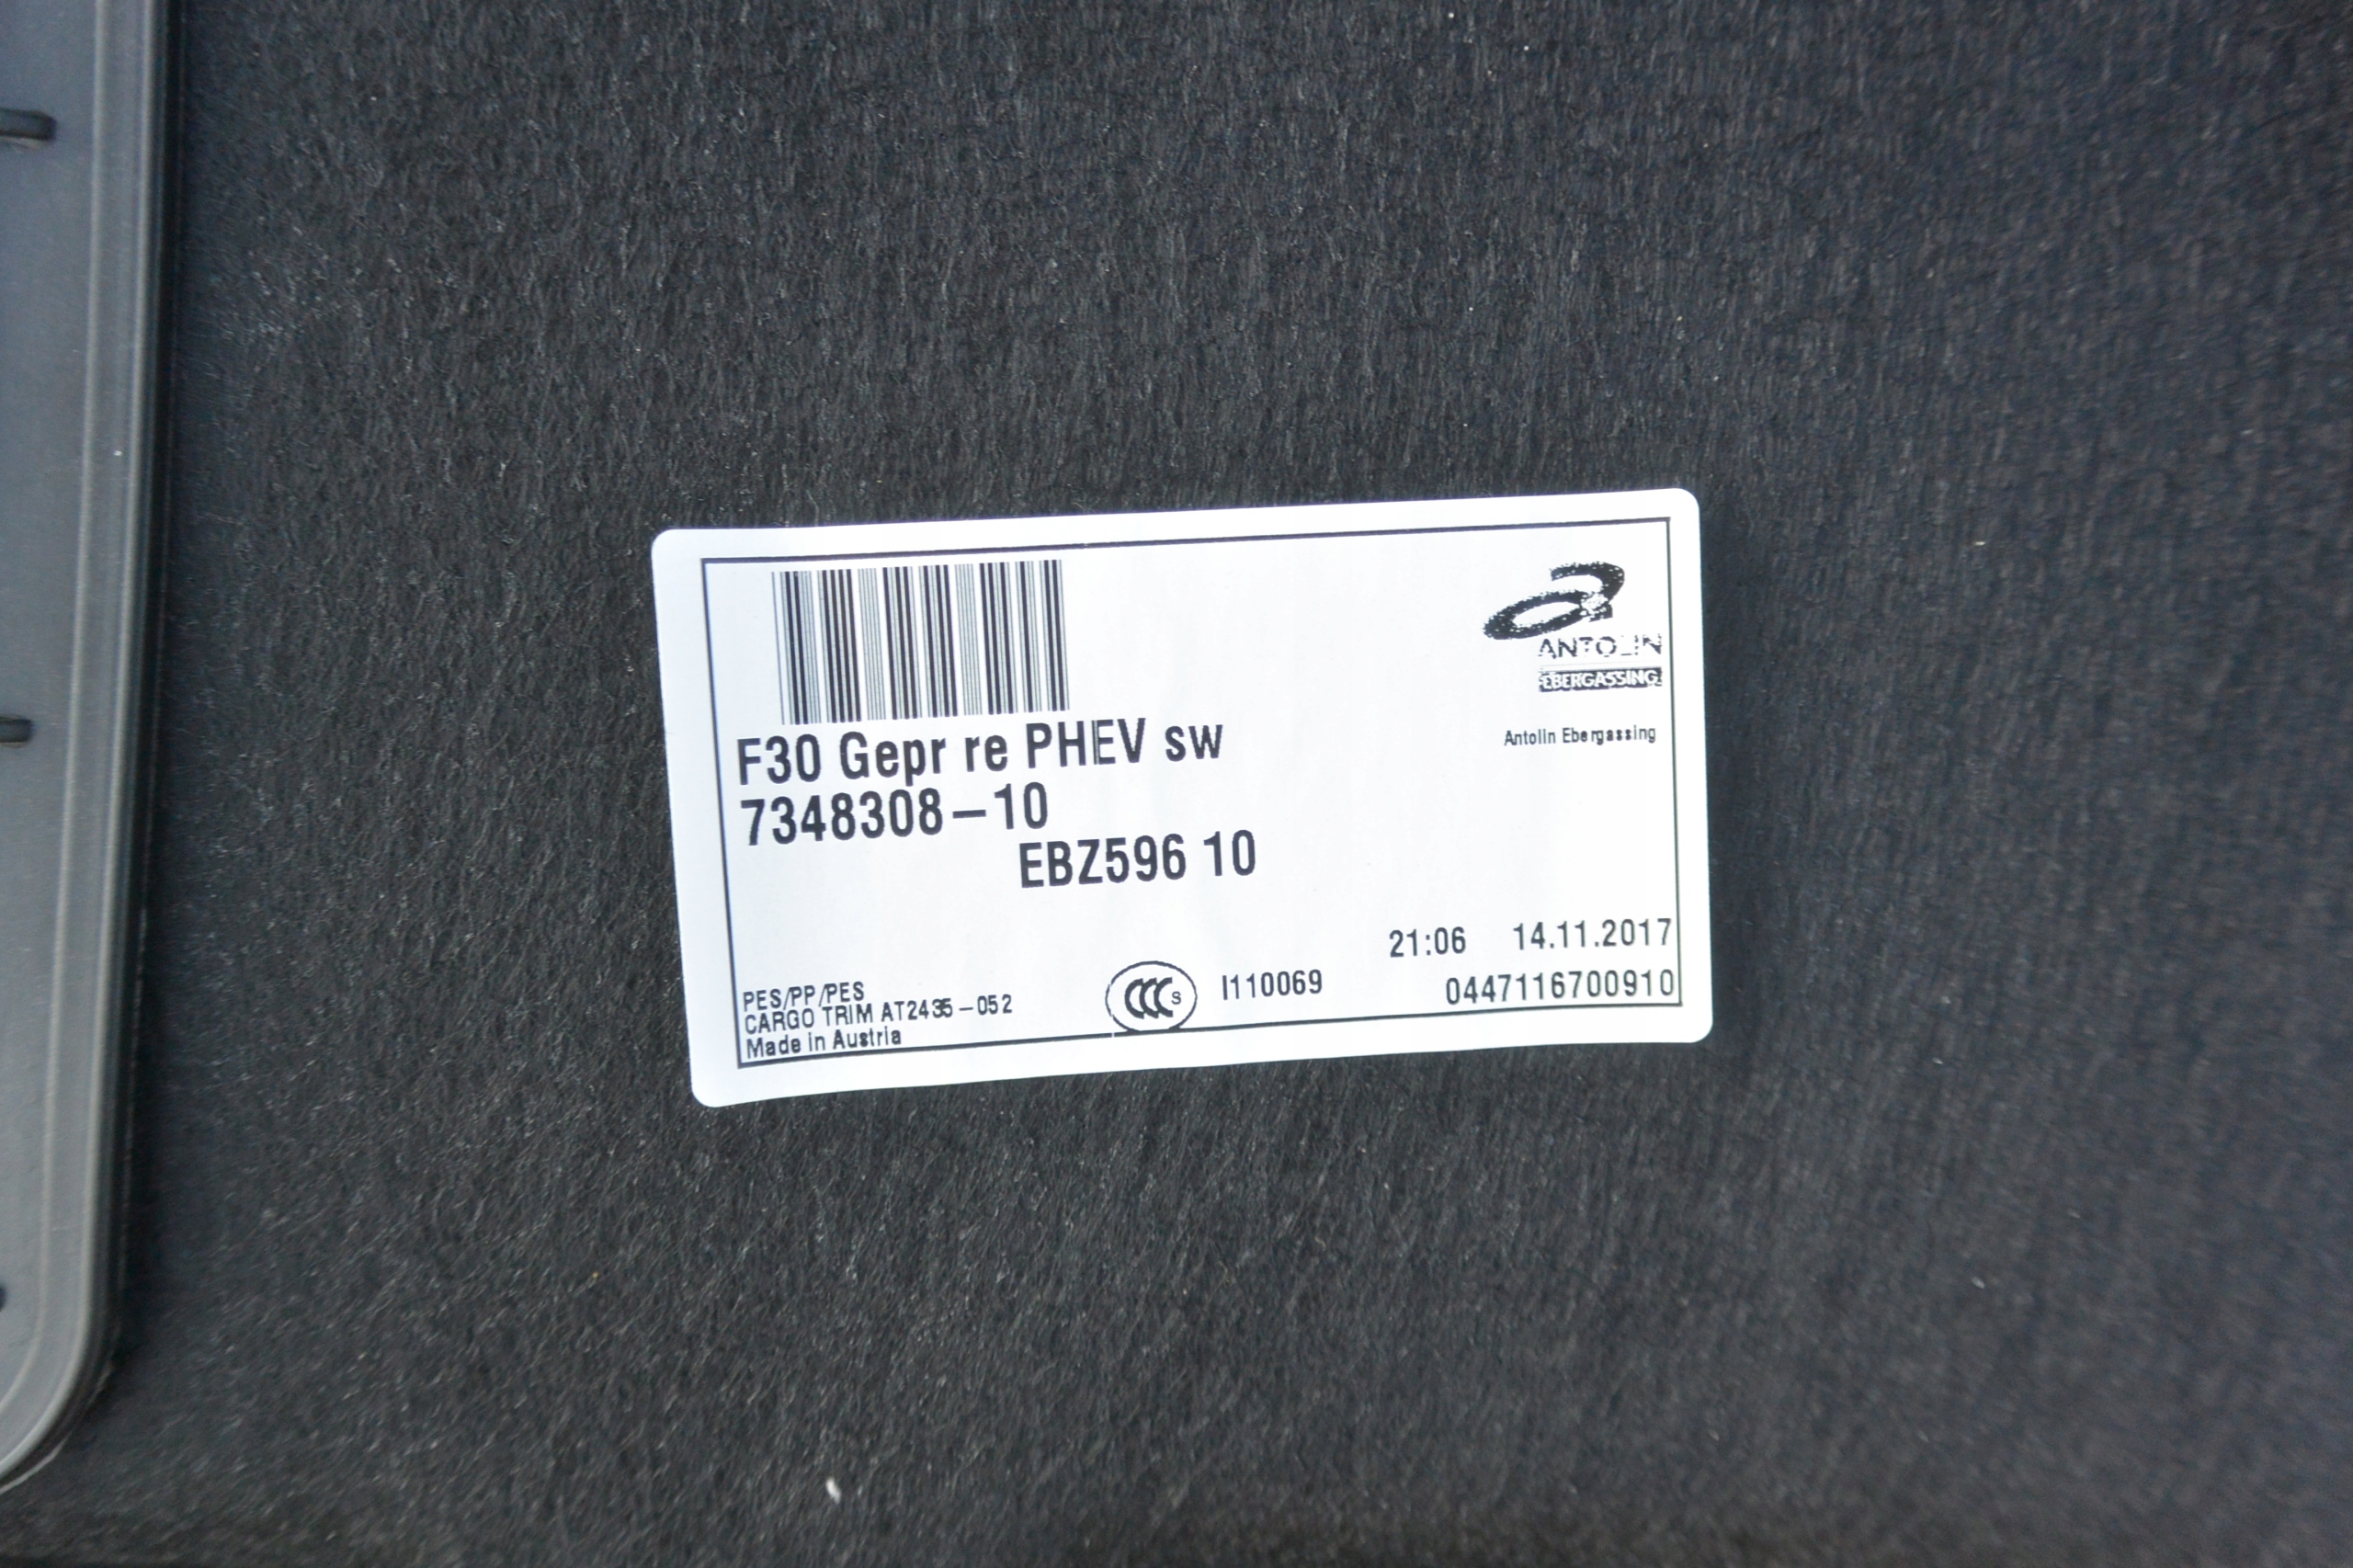 ANTOLIN
EBERGASSING
Antolin Ebergassing
F30 Gepr re PHEV sw
7348308-10
EBZ596 10
21:06 14.11.2017
PES/PP/PES
CARGO TRIM AT2435-052
Made in Austria
CCC S
I110069
0447116700910